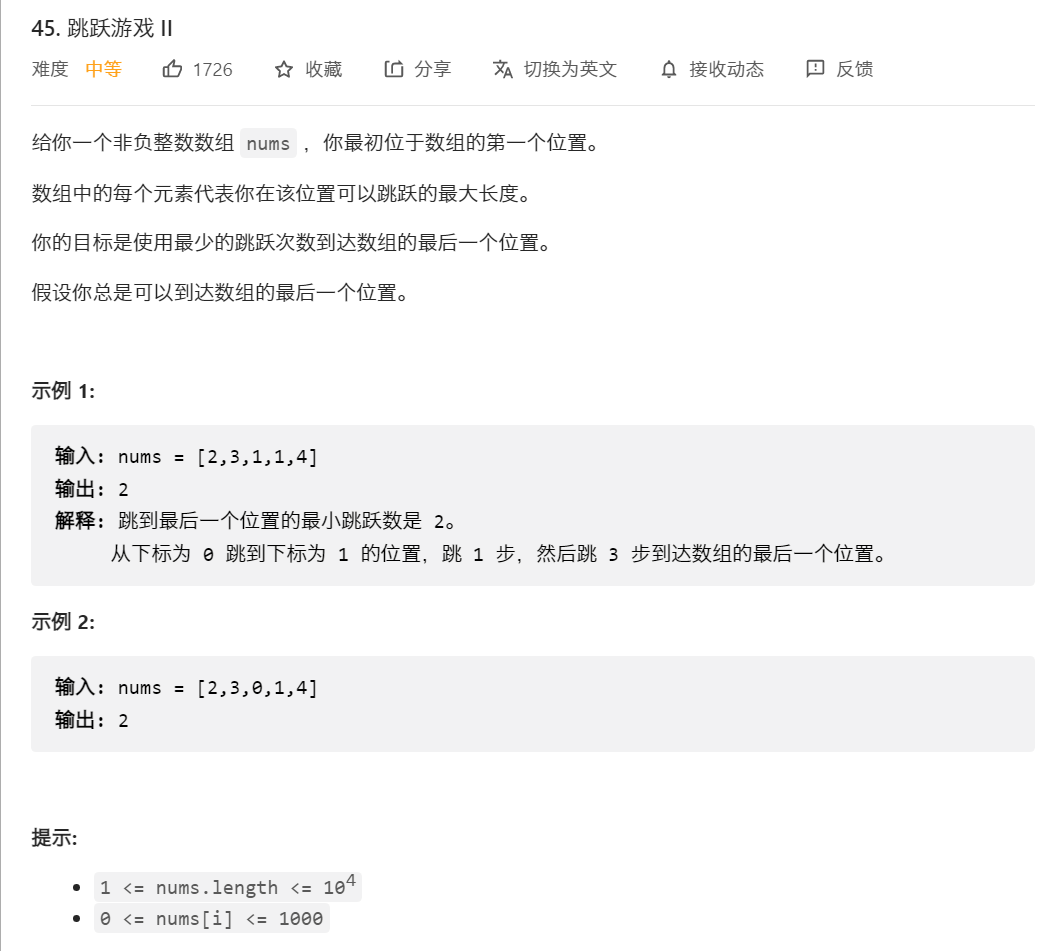 45. 跳跃游戏 II
难度 中等 1726 收藏 分享 切换为英文 接收动态 反馈
给你一个非负整数数组 nums ，你最初位于数组的第一个位置。
数组中的每个元素代表你在该位置可以跳跃的最大长度。
你的目标是使用最少的跳跃次数到达数组的最后一个位置。
假设你总是可以到达数组的最后一个位置。
示例 1:
输入: nums = [2,3,1,1,4]
输出: 2
解释: 跳到最后一个位置的最小跳跃数是 2。
从下标为 0 跳到下标为 1 的位置，跳 1 步，然后跳 3 步到达数组的最后一个位置。
示例 2:
输入: nums = [2,3,0,1,4]
输出: 2
提示:
1 <= nums.length <= 10⁴
0 <= nums[i] <= 1000